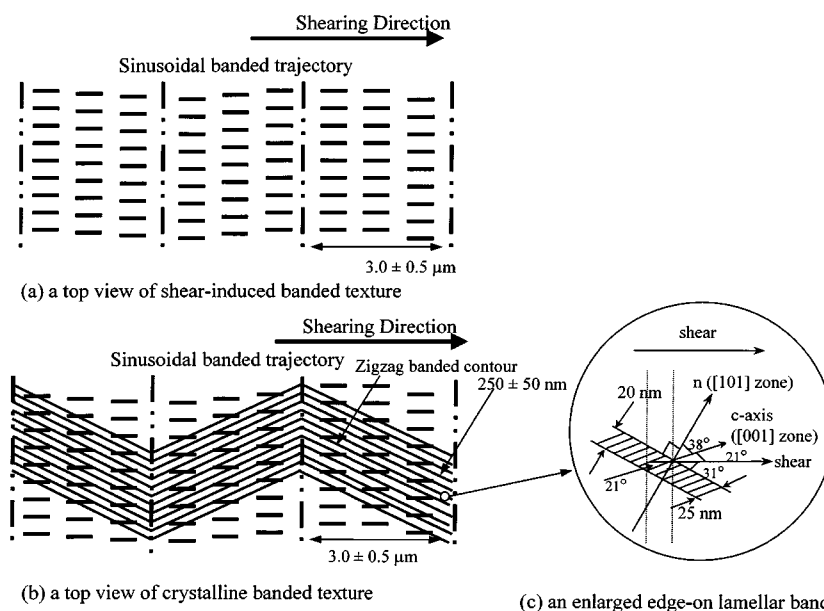 Shearing Direction
Sinusoidal banded trajectory
3.0 ± 0.5 μm
(a) a top view of shear-induced banded texture
Shearing Direction
Sinusoidal banded trajectory
Zigzag banded contour
250 ± 50 nm
3.0 ± 0.5 μm
(b) a top view of crystalline banded texture
shear
n ([101] zone)
20 nm
c-axis
([001] zone)
38°
21°
shear
31°
21°
25 nm
(c) an enlarged edge-on lamellar band